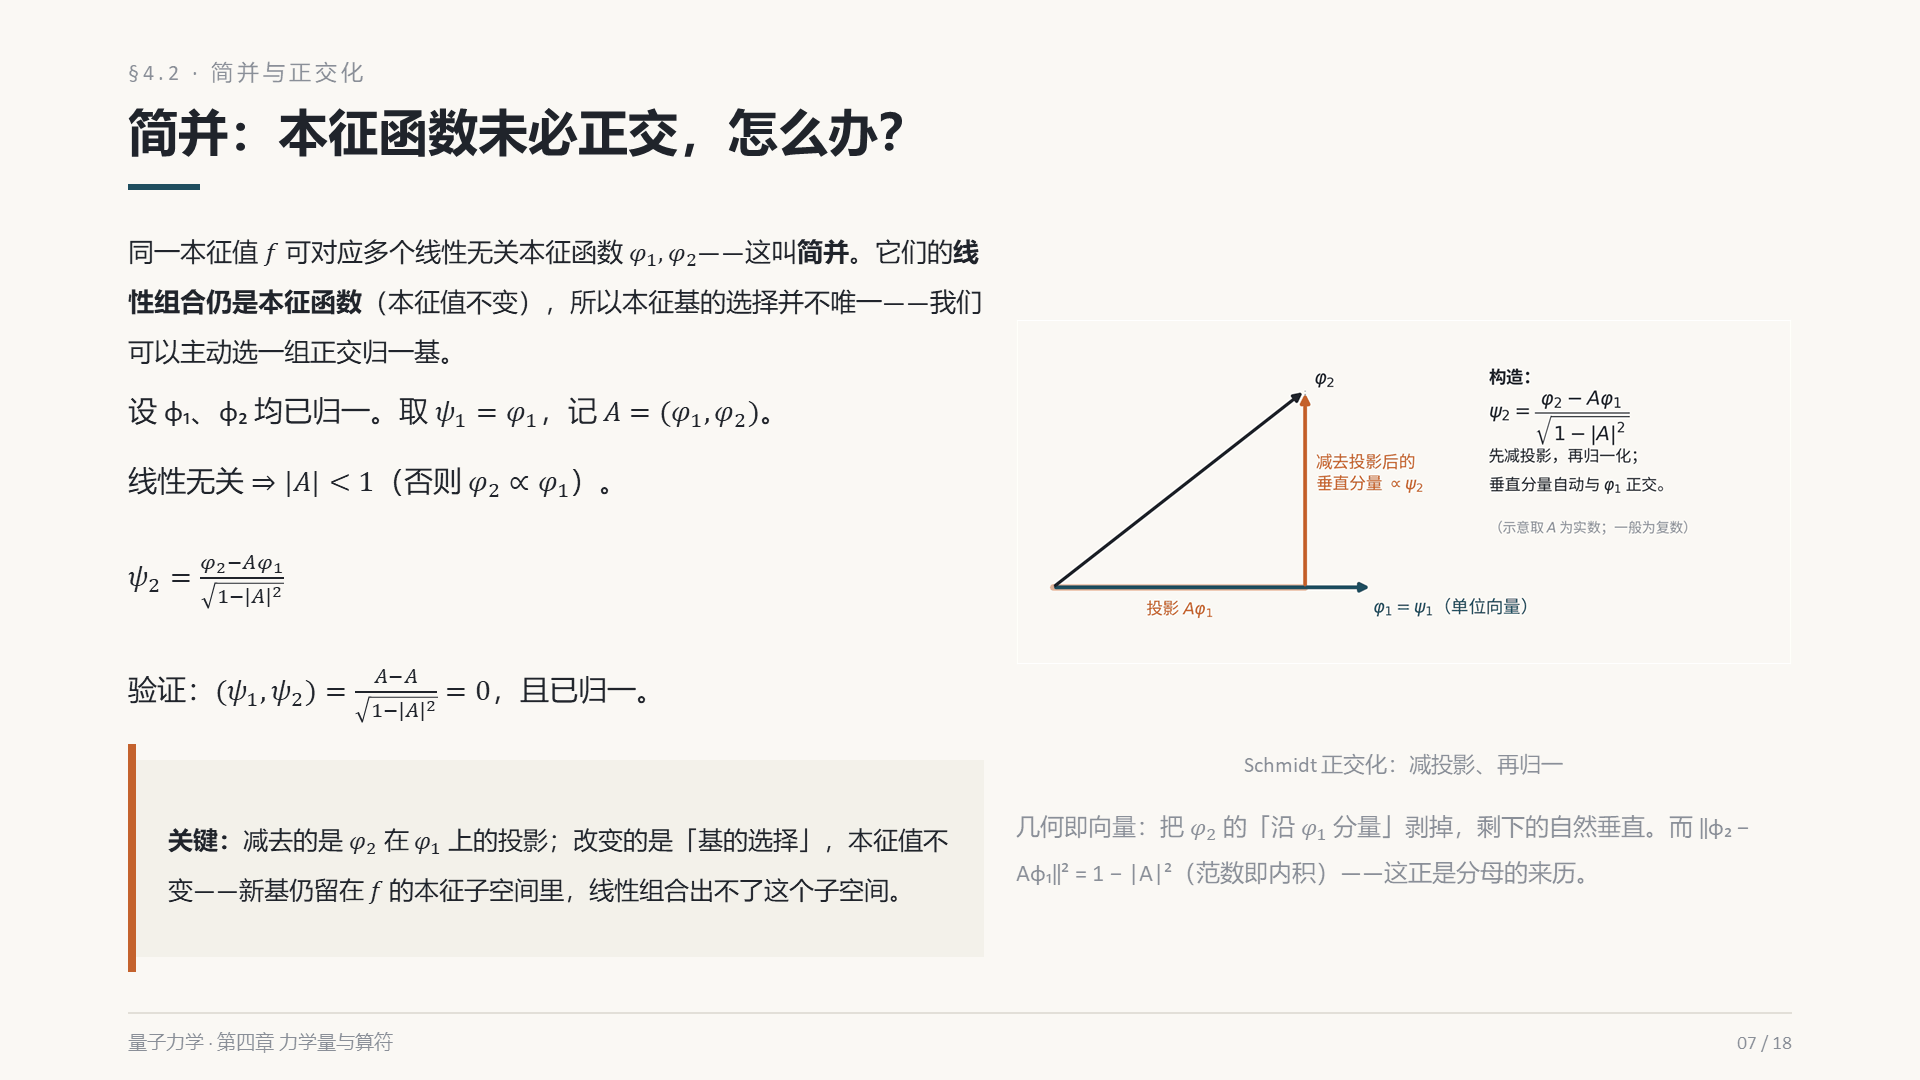 §4.2 · 简并与正交化
简并：本征函数未必正交，怎么办？
同一本征值 f 可对应多个线性无关本征函数 φ₁, φ₂——这叫简并。它们的线
性组合仍是本征函数（本征值不变），所以本征基的选择并不唯一——我们
可以主动选一组正交归一基。
设 ϕ₁、ϕ₂ 均已归一。取 ψ₁ = φ₁，记 A = (φ₁, φ₂)。
线性无关 ⇒ |A| < 1（否则 φ₂ ∝ φ₁）。
ψ₂ = (φ₂−Aφ₁)/√(1−|A|²)
验证：(ψ₁, ψ₂) = (A−A)/√(1−|A|²) = 0，且已归一。
关键：减去的是 φ₂ 在 φ₁ 上的投影；改变的是「基的选择」，本征值不
变——新基仍留在 f 的本征子空间里，线性组合出不了这个子空间。
φ₂
减去投影后的
垂直分量 ∝ ψ₂
投影 Aφ₁
φ₁ = ψ₁（单位向量）
构造：
ψ₂ = (φ₂ − Aφ₁)/√(1 − |A|²)
先减投影，再归一化；
垂直分量自动与 φ₁ 正交。
（示意取 A 为实数；一般为复数）
Schmidt 正交化：减投影、再归一
几何即向量：把 φ₂ 的「沿 φ₁ 分量」剥掉，剩下的自然垂直。而 ‖ϕ₂ −
Aϕ₁‖² = 1 − |A|²（范数即内积）——这正是分母的来历。
量子力学 · 第四章 力学量与算符
07 / 18